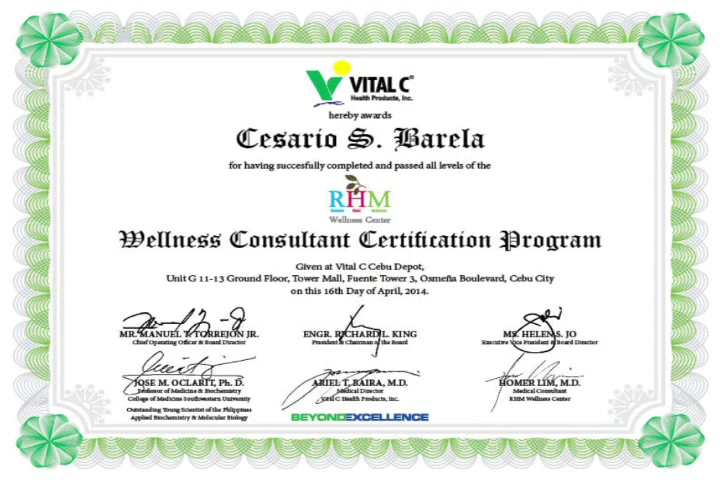 VITAL C
Health Products, Inc.
hereby awards
Cesario S. Barela
for having succesfully completed and passed all levels of the
RHM
Wellness Center
Wellness Consultant Certification Program
Given at Vital C Cebu Depot,
Unit G 11-13 Ground Floor, Tower Mall, Fuente Tower 3, Osmeña Boulevard, Cebu City
on this 16th Day of April, 2014.
MR. MANUEL T. TORREJON JR.
Chief Operating Officer & Board Director
ENGR. RICHARD L. KING
President & Chairman of the Board
MS. HELEN S. JO
Executive Vice President & Board Director
JOSE M. OCLARIT, Ph. D.
Professor of Medicine & Biochemistry
College of Medicine Southwestern University
Outstanding Young Scientist of the Philippines
Applied Biochemistry & Molecular Biology
ARIEL T. BAIRA, M.D.
Medical Director
Vital C Health Products, Inc.
HOMER LIM, M.D.
Medical Consultant
RHM Wellness Center
BEYONDEXCELLENCE